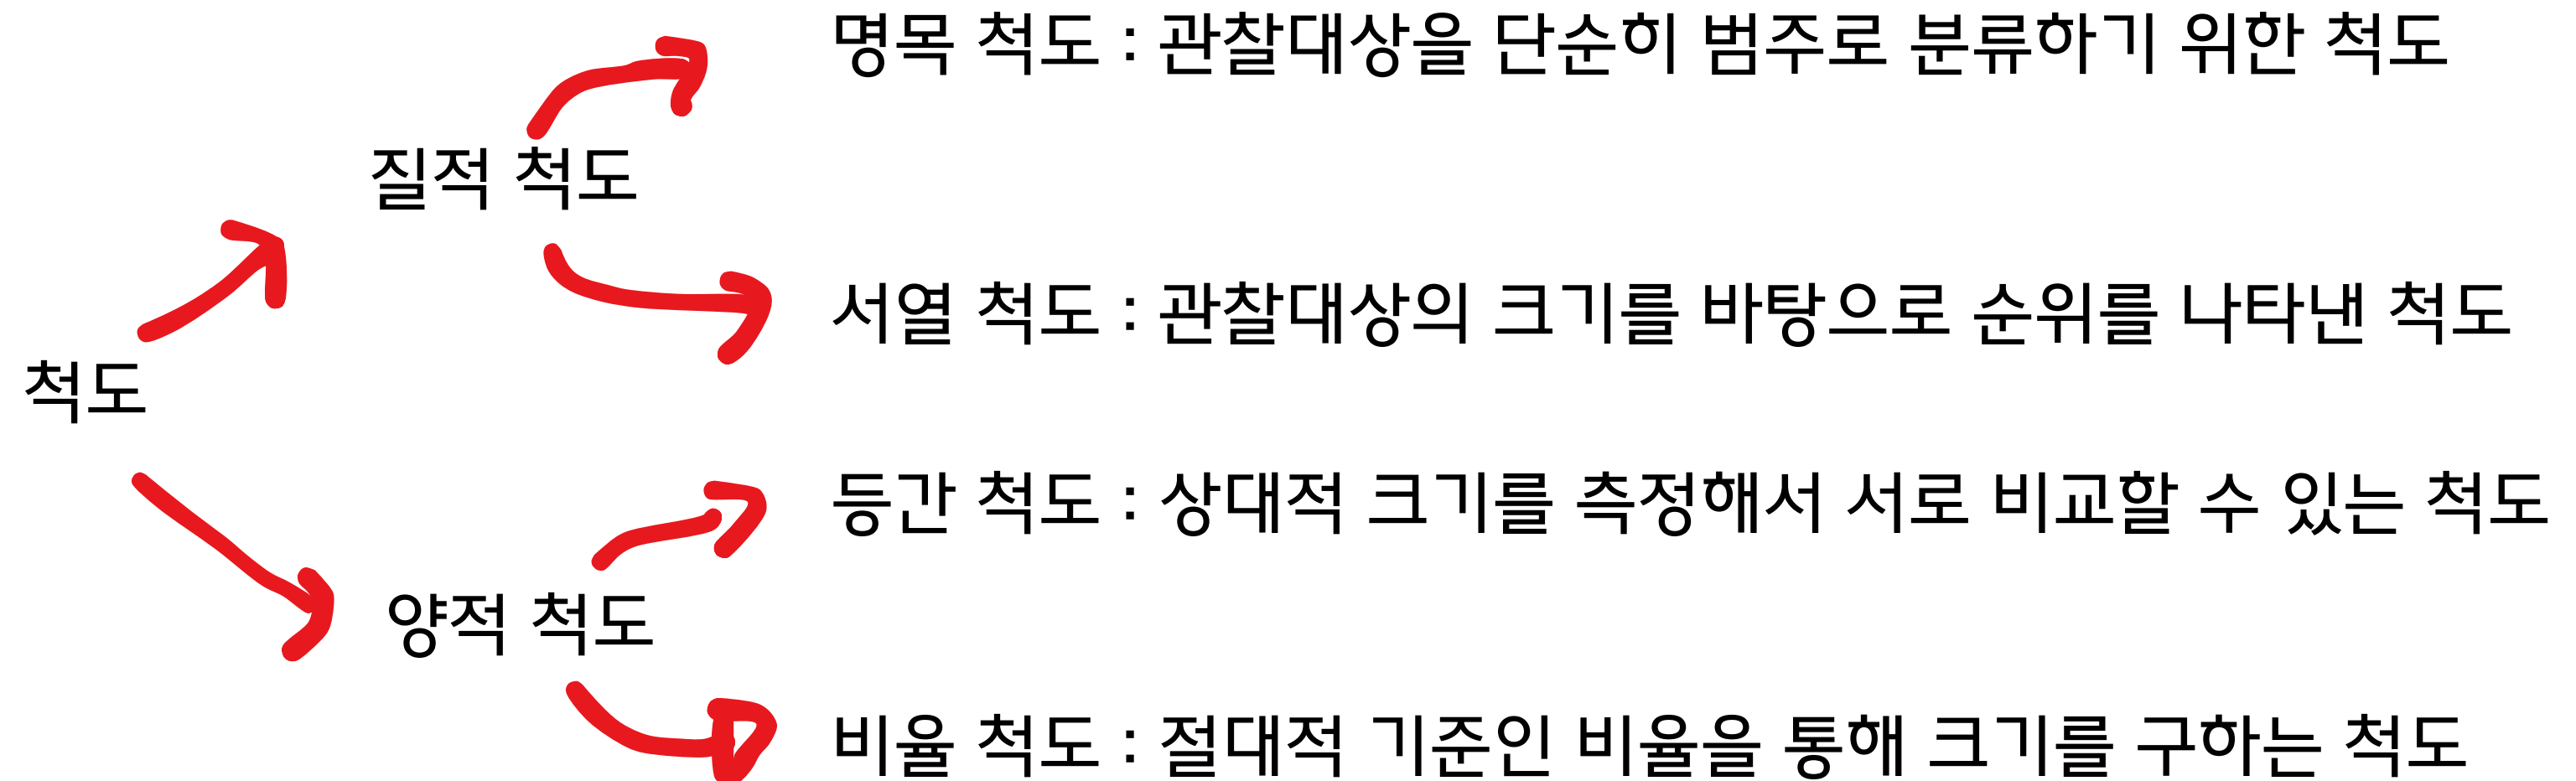 명목 척도 : 관찰대상을 단순히 범주로 분류하기 위한 척도
질적 척도
서열 척도 : 관찰대상의 크기를 바탕으로 순위를 나타낸 척도
척도
등간 척도 : 상대적 크기를 측정해서 서로 비교할 수 있는 척도
양적 척도
비율 척도 : 절대적 기준인 비율을 통해 크기를 구하는 척도